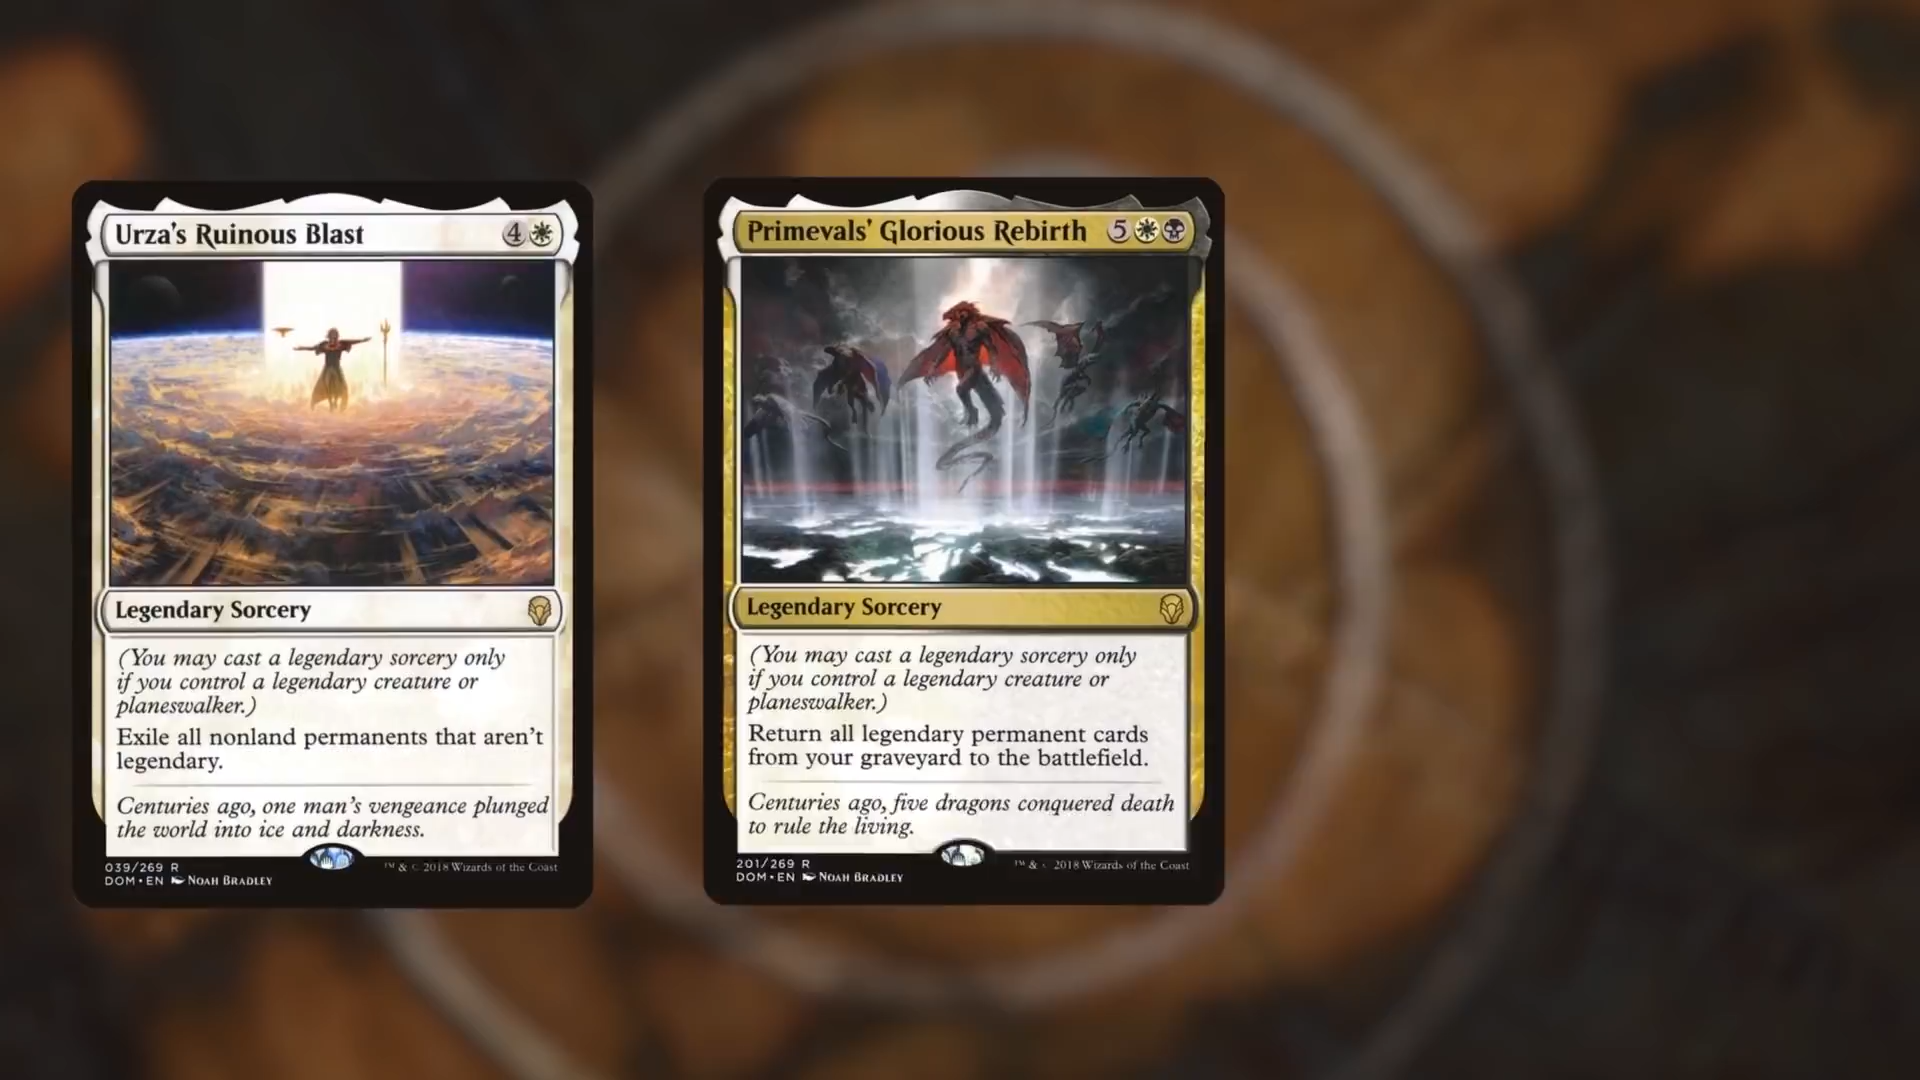 Urza's Ruinous Blast 4
Legendary Sorcery
(You may cast a legendary sorcery only
if you control a legendary creature or
planeswalker.)
Exile all nonland permanents that aren't
legendary.
Centuries ago, one man's vengeance plunged
the world into ice and darkness.
039/269 R
DOM • EN NOAH BRADLEY
™ & © 2018 Wizards of the Coast
Primevals' Glorious Rebirth 5
Legendary Sorcery
(You may cast a legendary sorcery only
if you control a legendary creature or
planeswalker.)
Return all legendary permanent cards
from your graveyard to the battlefield.
Centuries ago, five dragons conquered death
to rule the living.
201/269 R
DOM • EN NOAH BRADLEY
™ & © 2018 Wizards of the Coast